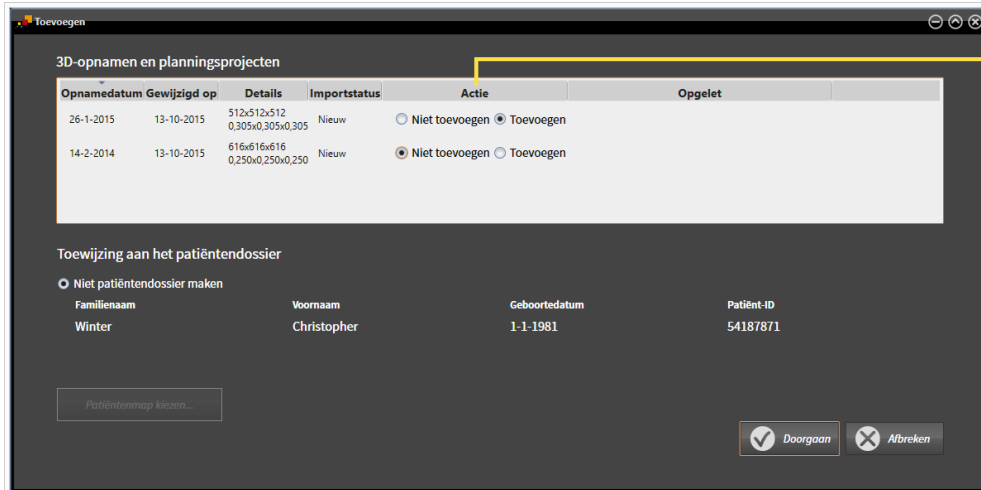 Toevoegen
3D-opnamen en planningsprojecten
Opnamedatum Gewijzigd op Details Importstatus Actie Opgelet
26-1-2015 13-10-2015 512x512x512 0,305x0,305x0,305 Nieuw Niet toevoegen Toevoegen
14-2-2014 13-10-2015 616x616x616 0,250x0,250x0,250 Nieuw Niet toevoegen Toevoegen
Toewijzing aan het patiëntendossier
Niet patiëntendossier maken
Familienaam Voornaam Geboortedatum Patiënt-ID
Winter Christopher 1-1-1981 54187871
Patiëntenmap kiezen...
Doorgaan Afbreken